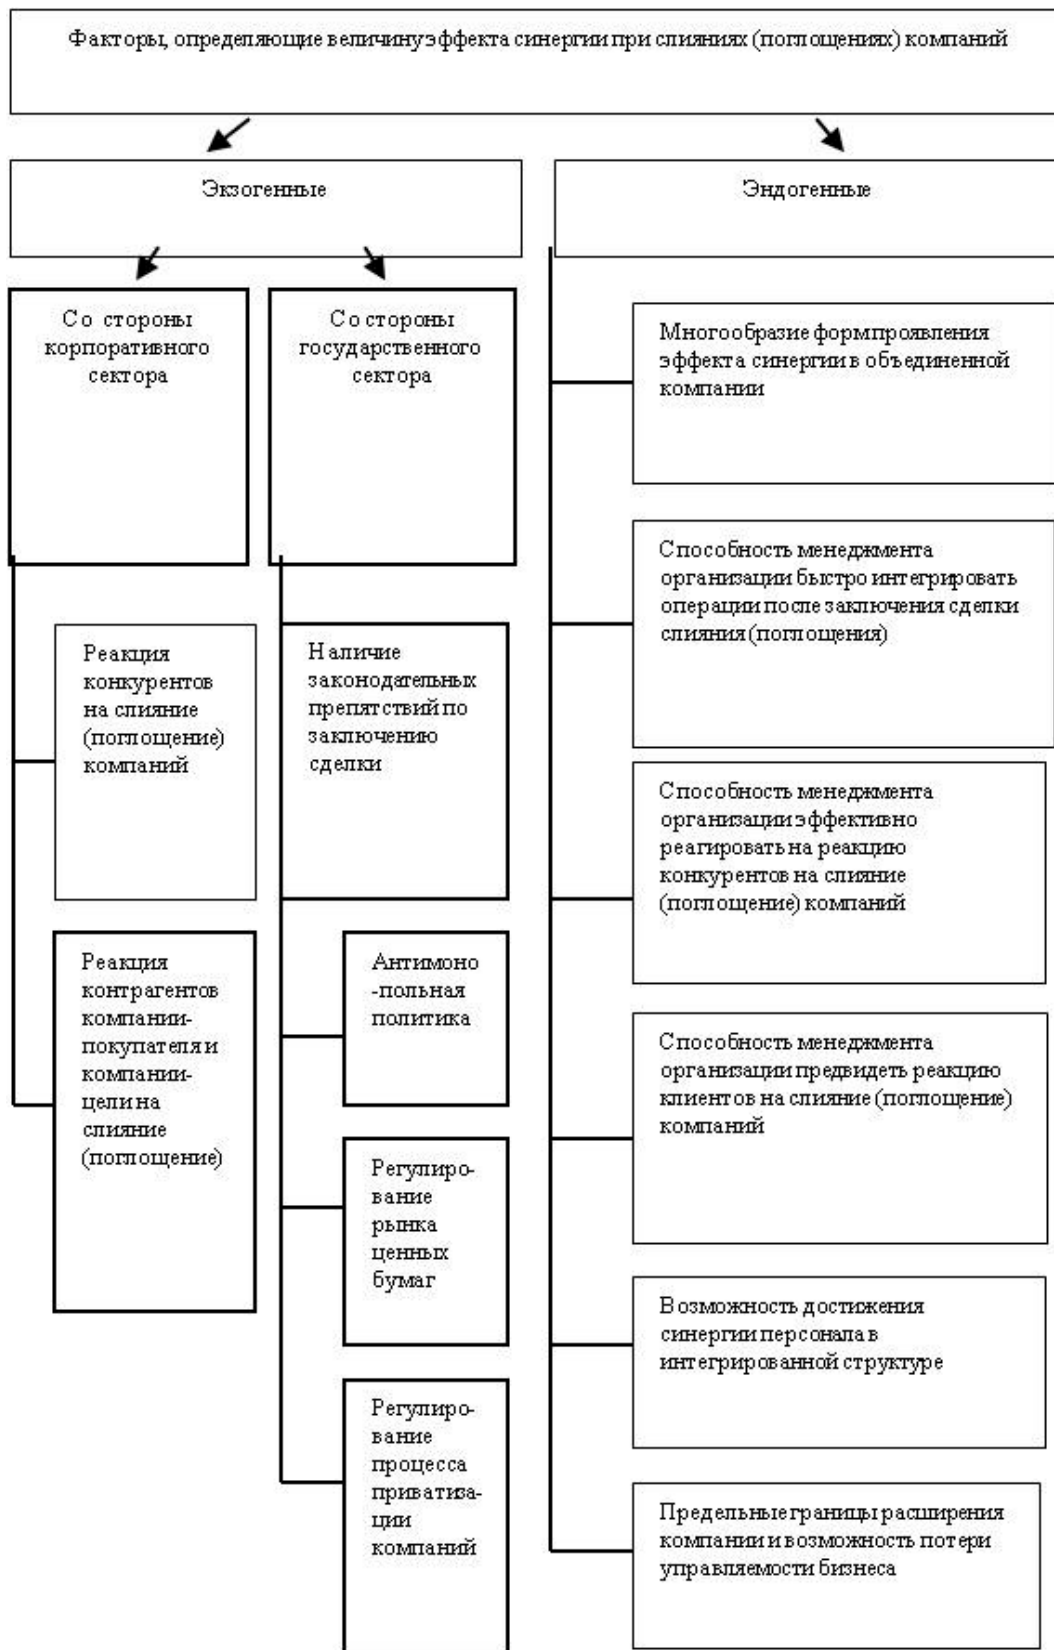 Факторы, определяющие величину эффекта синергии при слияниях (поглощениях) компаний
Экзогенные
Эндогенные
Со стороны
корпоративного
сектора
Со стороны
государственного
сектора
Реакция
конкурентов
на слияние
(поглощение)
компаний
Реакция
контрагентов
компании-
покупателя и
компании-
цели на
слияние
(поглощение)
Наличие
законодательных
препятствий по
заключению
сделки
Антимоно
-польная
политика
Регулиро-
вание
рынка
ценных
бумаг
Регулиро-
вание
процесса
приватиза-
ции
компаний
Многообразие форм проявления
эффекта синергии в объединенной
компании
Способность менеджмента
организации быстро интегрировать
операции после заключения сделки
слияния (поглощения)
Способность менеджмента
организации эффективно
реагировать на реакцию
конкурентов на слияние
(поглощение) компаний
Способность менеджмента
организации предвидеть реакцию
клиентов на слияние (поглощение)
компаний
Возможность достижения
синергии персонала в
интегрированной структуре
Предельные границы расширения
компании и возможность потери
управляемости бизнеса